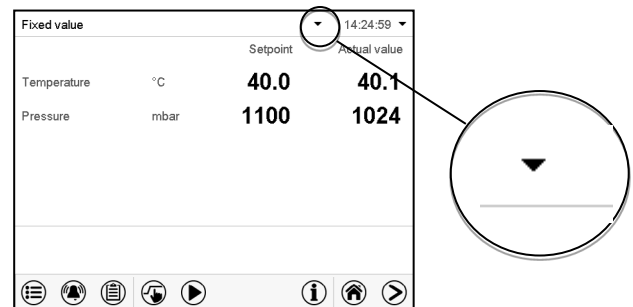 Fixed value 14:24:59
Setpoint Actual value
Temperature °C 40.0 40.1
Pressure mbar 1100 1024